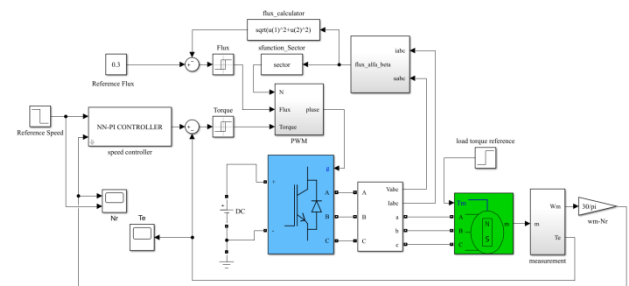 flux_calculator
sqrt(u(1)^2+u(2)^2)
Flux
sfunction_Sector
sector
iabc
flux_alfa_beta
uabc
0.3
Reference Flux
N
Flux
pluse
Torque
PWM
Torque
Reference Speed
NN-PI CONTROLLER
speed controller
load torque reference
Nr
Te
DC
+
-
g
A
B
C
A
B
C
Vabc
Iabc
a
b
c
Tm
A
B
C
N
S
m
m
Wm
Te
measurement
30/pi
wm-Nr